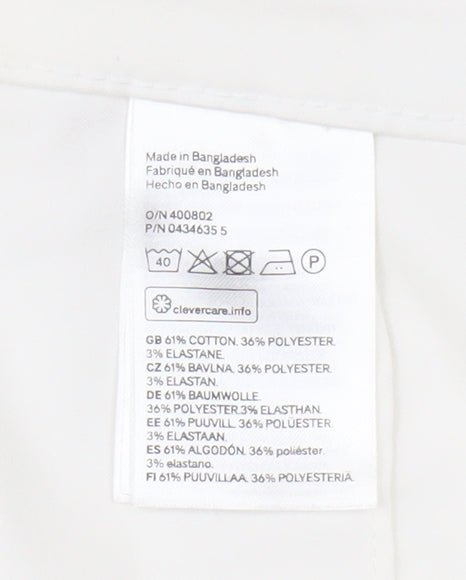 Made in Bangladesh
Fabriqué en Bangladesh
Hecho en Bangladesh
O/N 400802
P/N 0434635 5
40 P
clevercare.info
GB 61% COTTON. 36% POLYESTER.
3% ELASTANE.
CZ 61% BAVLNA. 36% POLYESTER.
3% ELASTAN.
DE 61% BAUMWOLLE.
36% POLYESTER.3% ELASTHAN.
EE 61% PUUVILL. 36% POLÜESTER.
3% ELASTAAN.
ES 61% ALGODÓN. 36% poliéster.
3% elastano.
FI 61% PUUVILLAA. 36% POLYESTERIÄ.